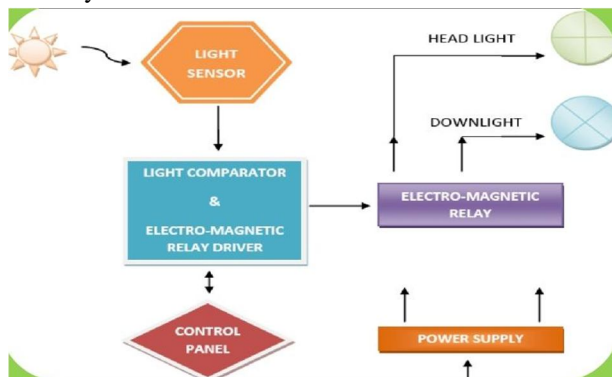 LIGHT
SENSOR
HEAD LIGHT
DOWNLIGHT
LIGHT COMPARATOR
&
ELECTRO-MAGNETIC
RELAY DRIVER
ELECTRO-MAGNETIC
RELAY
CONTROL
PANEL
POWER SUPPLY